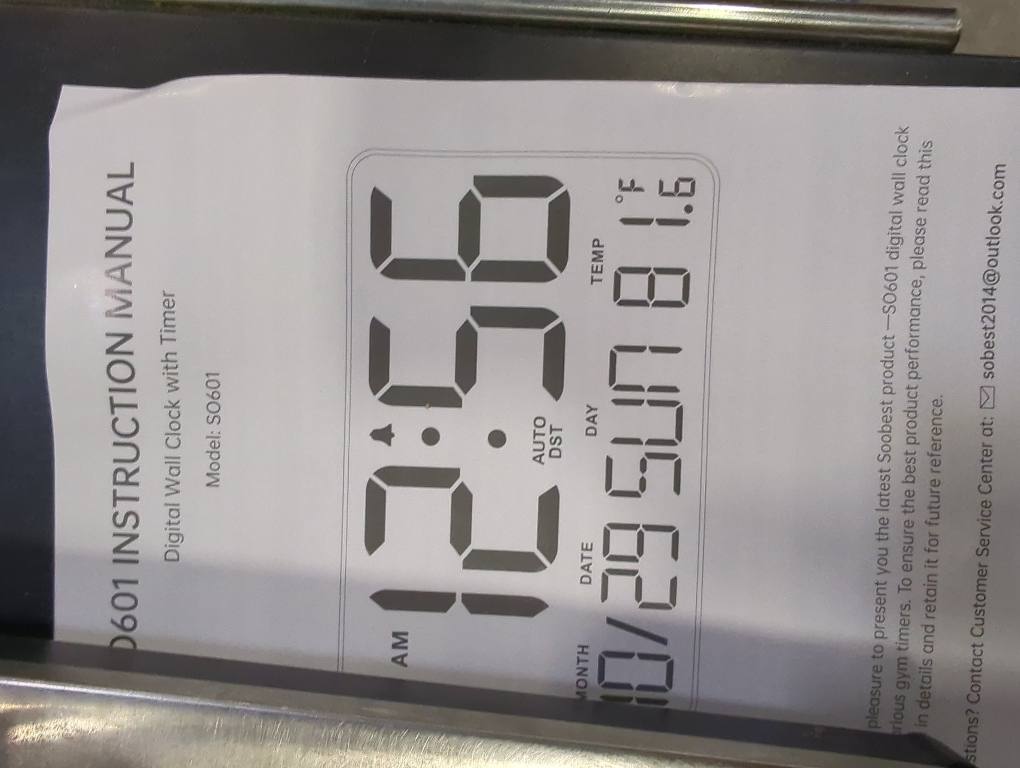 O601 INSTRUCTION MANUAL
Digital Wall Clock with Timer
Model: SO601
AM 12:56
AUTO
DST
MONTH DATE DAY TEMP
10/29 SUN 81.6°F
pleasure to present you the latest Soobest product —SO601 digital wall clock
rious gym timers. To ensure the best product performance, please read this
in details and retain it for future reference.
stions? Contact Customer Service Center at: sobest2014@outlook.com